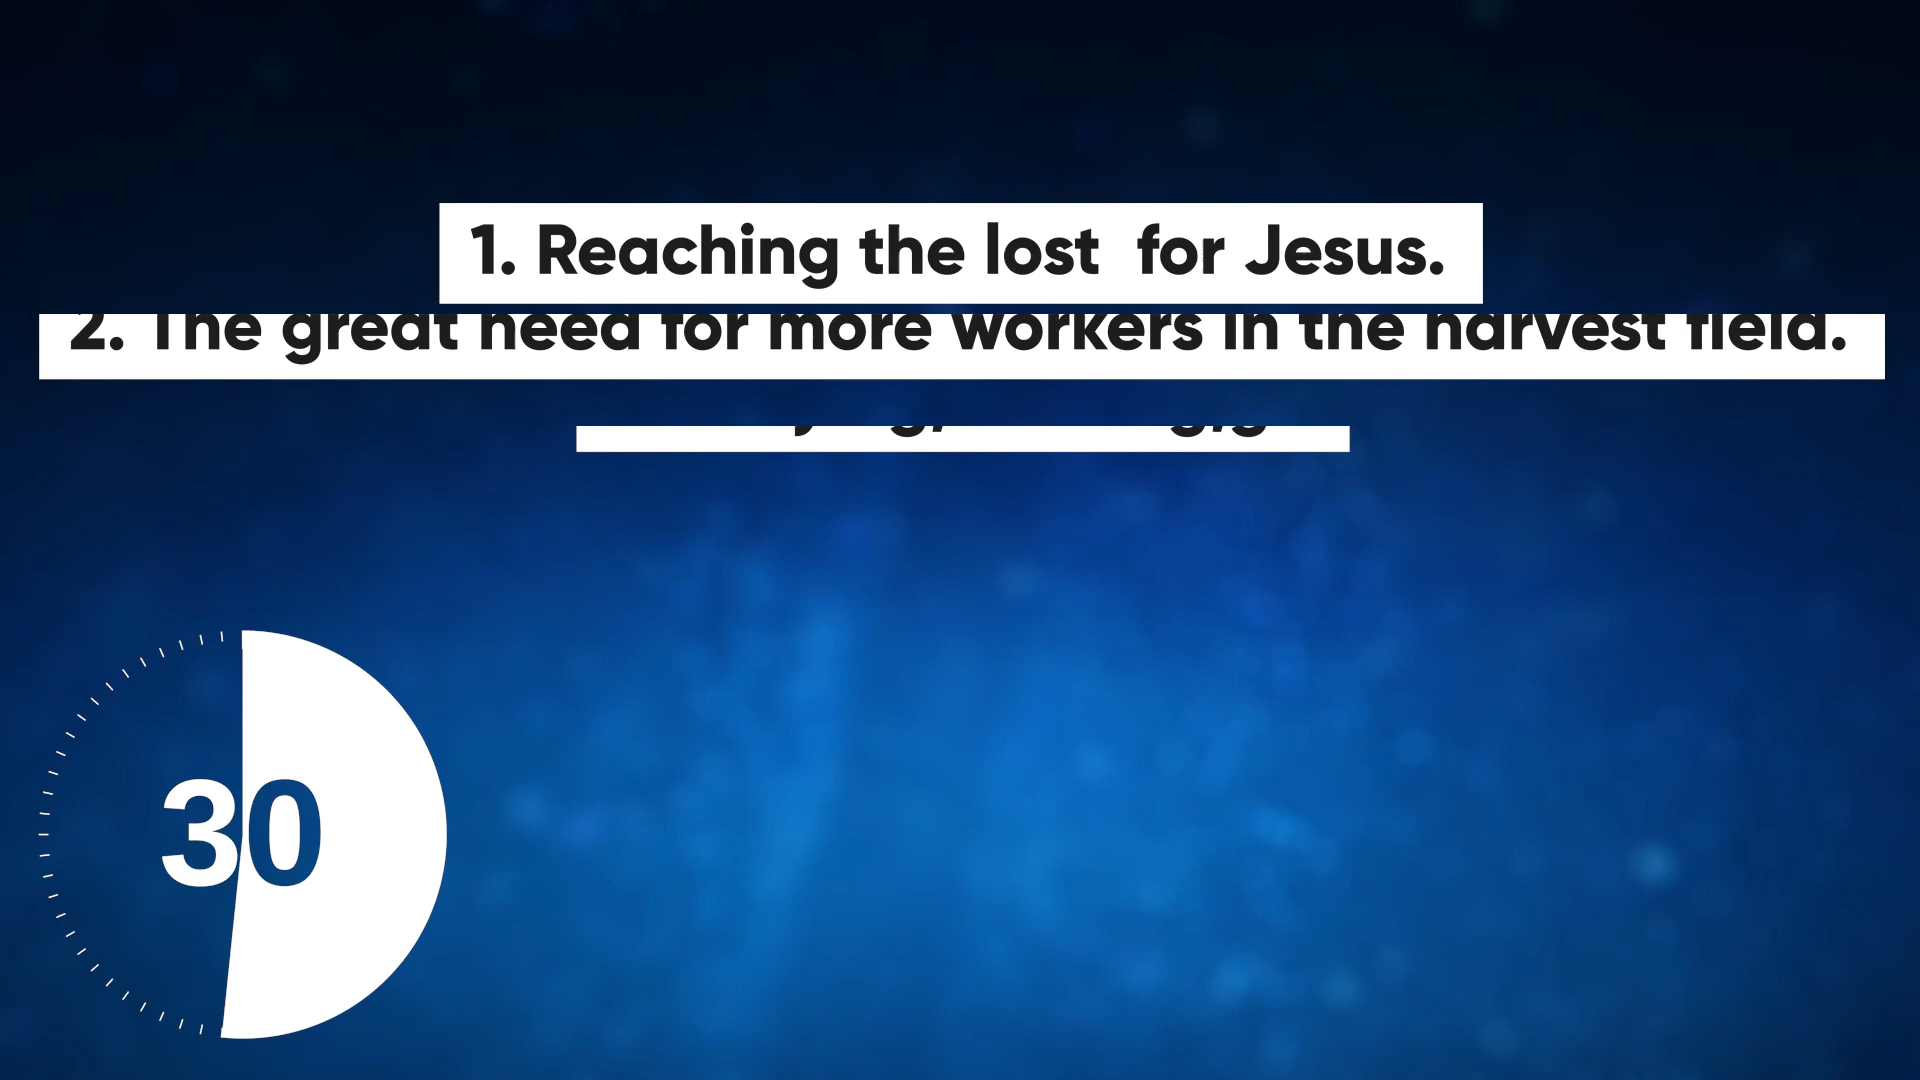 1. Reaching the lost  for Jesus.
2. The great need for more workers in the harvest field.
30